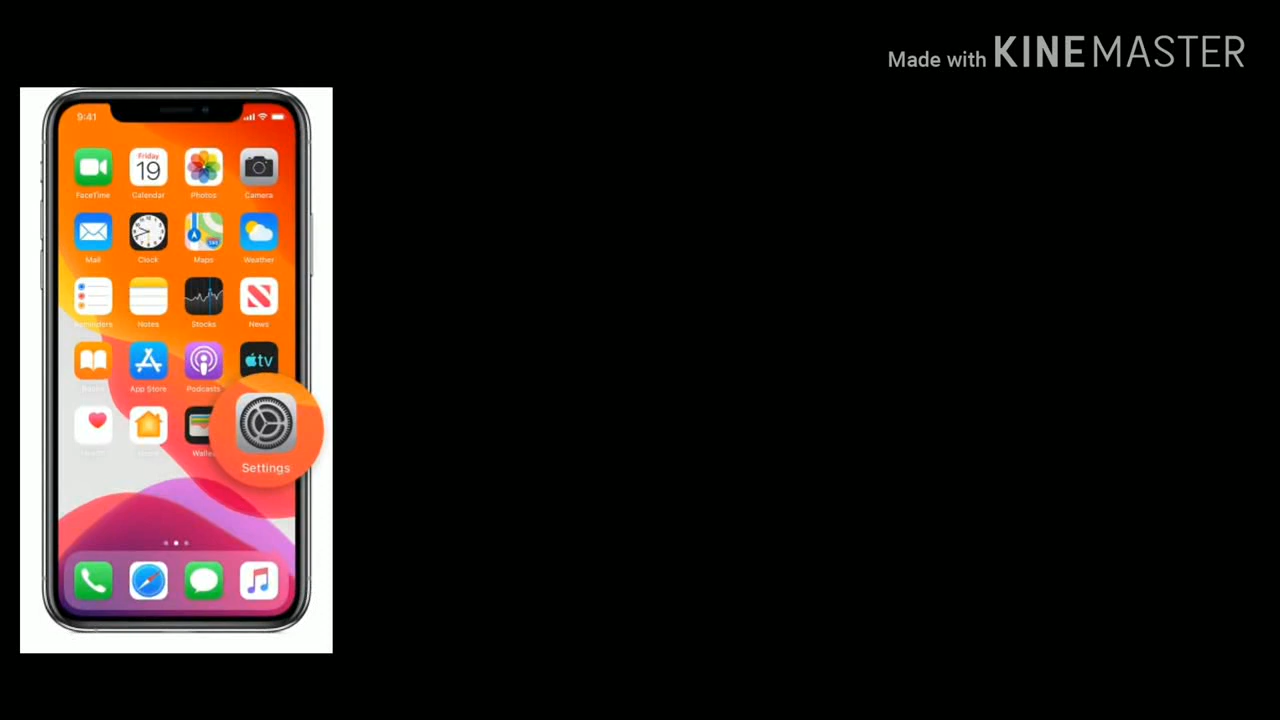 Made with KINEMASTER
9:41
Friday
19
FaceTime Calendar Photos Camera
Mail Clock Maps Weather
Reminders Notes Stocks News
tv
App Store Podcasts
Settings